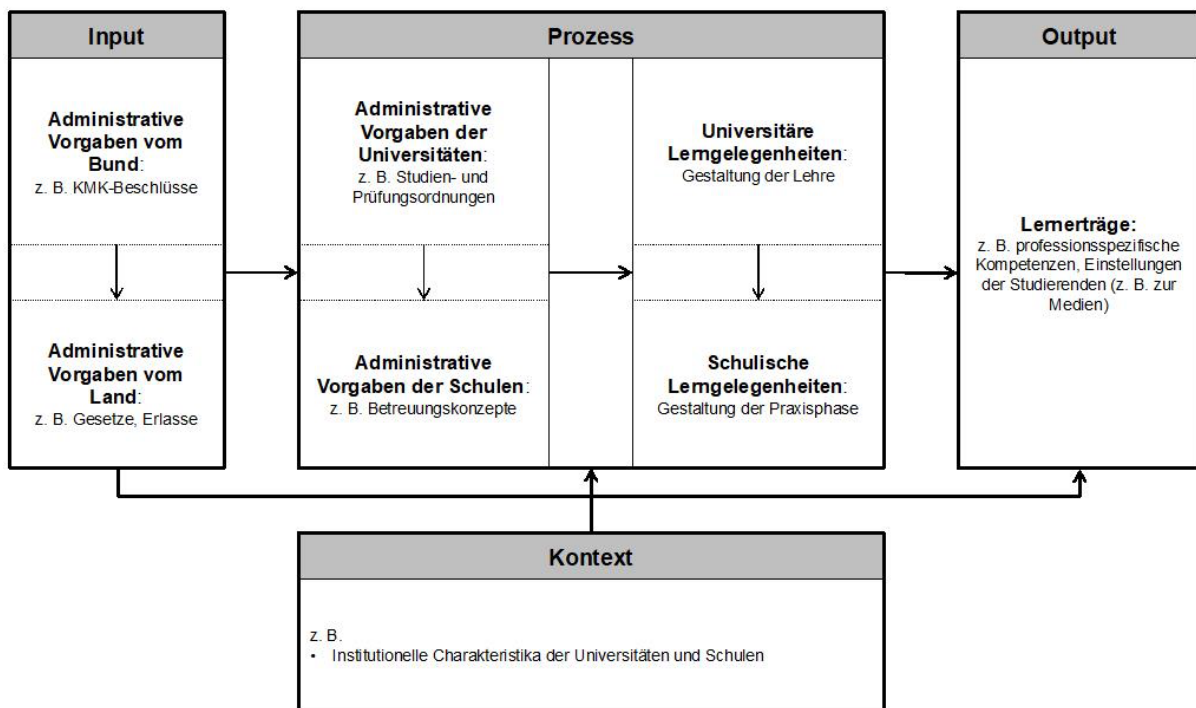 Input
Administrative
Vorgaben vom
Bund:
z. B. KMK-Beschlüsse
Administrative
Vorgaben vom
Land:
z. B. Gesetze, Erlasse
Prozess
Administrative
Vorgaben der
Universitäten:
z. B. Studien- und
Prüfungsordnungen
Administrative
Vorgaben der Schulen:
z. B. Betreuungskonzepte
Universitäre
Lerngelegenheiten:
Gestaltung der Lehre
Schulische
Lerngelegenheiten:
Gestaltung der Praxisphase
Output
Lernerträge:
z. B. professionsspezifische
Kompetenzen, Einstellungen
der Studierenden (z. B. zur
Medien)
Kontext
z. B.
• Institutionelle Charakteristika der Universitäten und Schulen